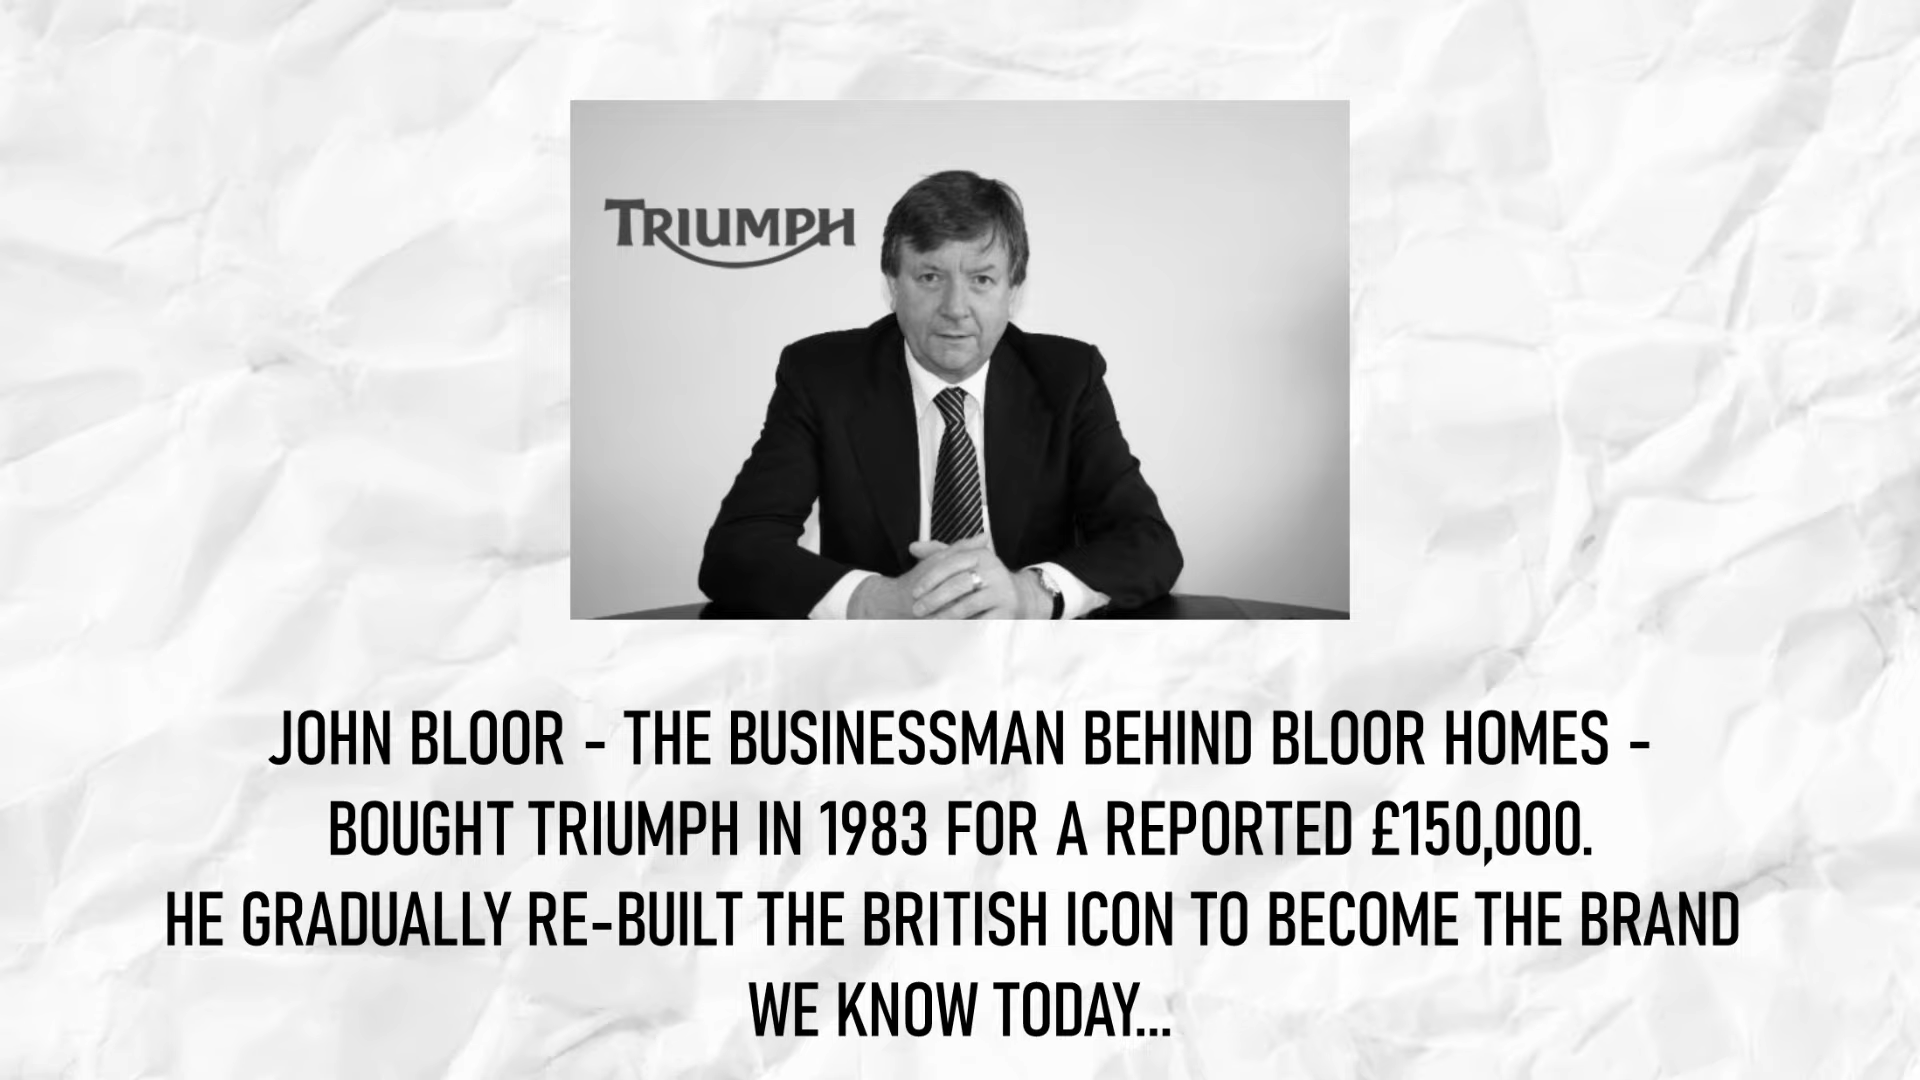 TRIUMPH
JOHN BLOOR - THE BUSINESSMAN BEHIND BLOOR HOMES -
BOUGHT TRIUMPH IN 1983 FOR A REPORTED £150,000.
HE GRADUALLY RE-BUILT THE BRITISH ICON TO BECOME THE BRAND
WE KNOW TODAY...